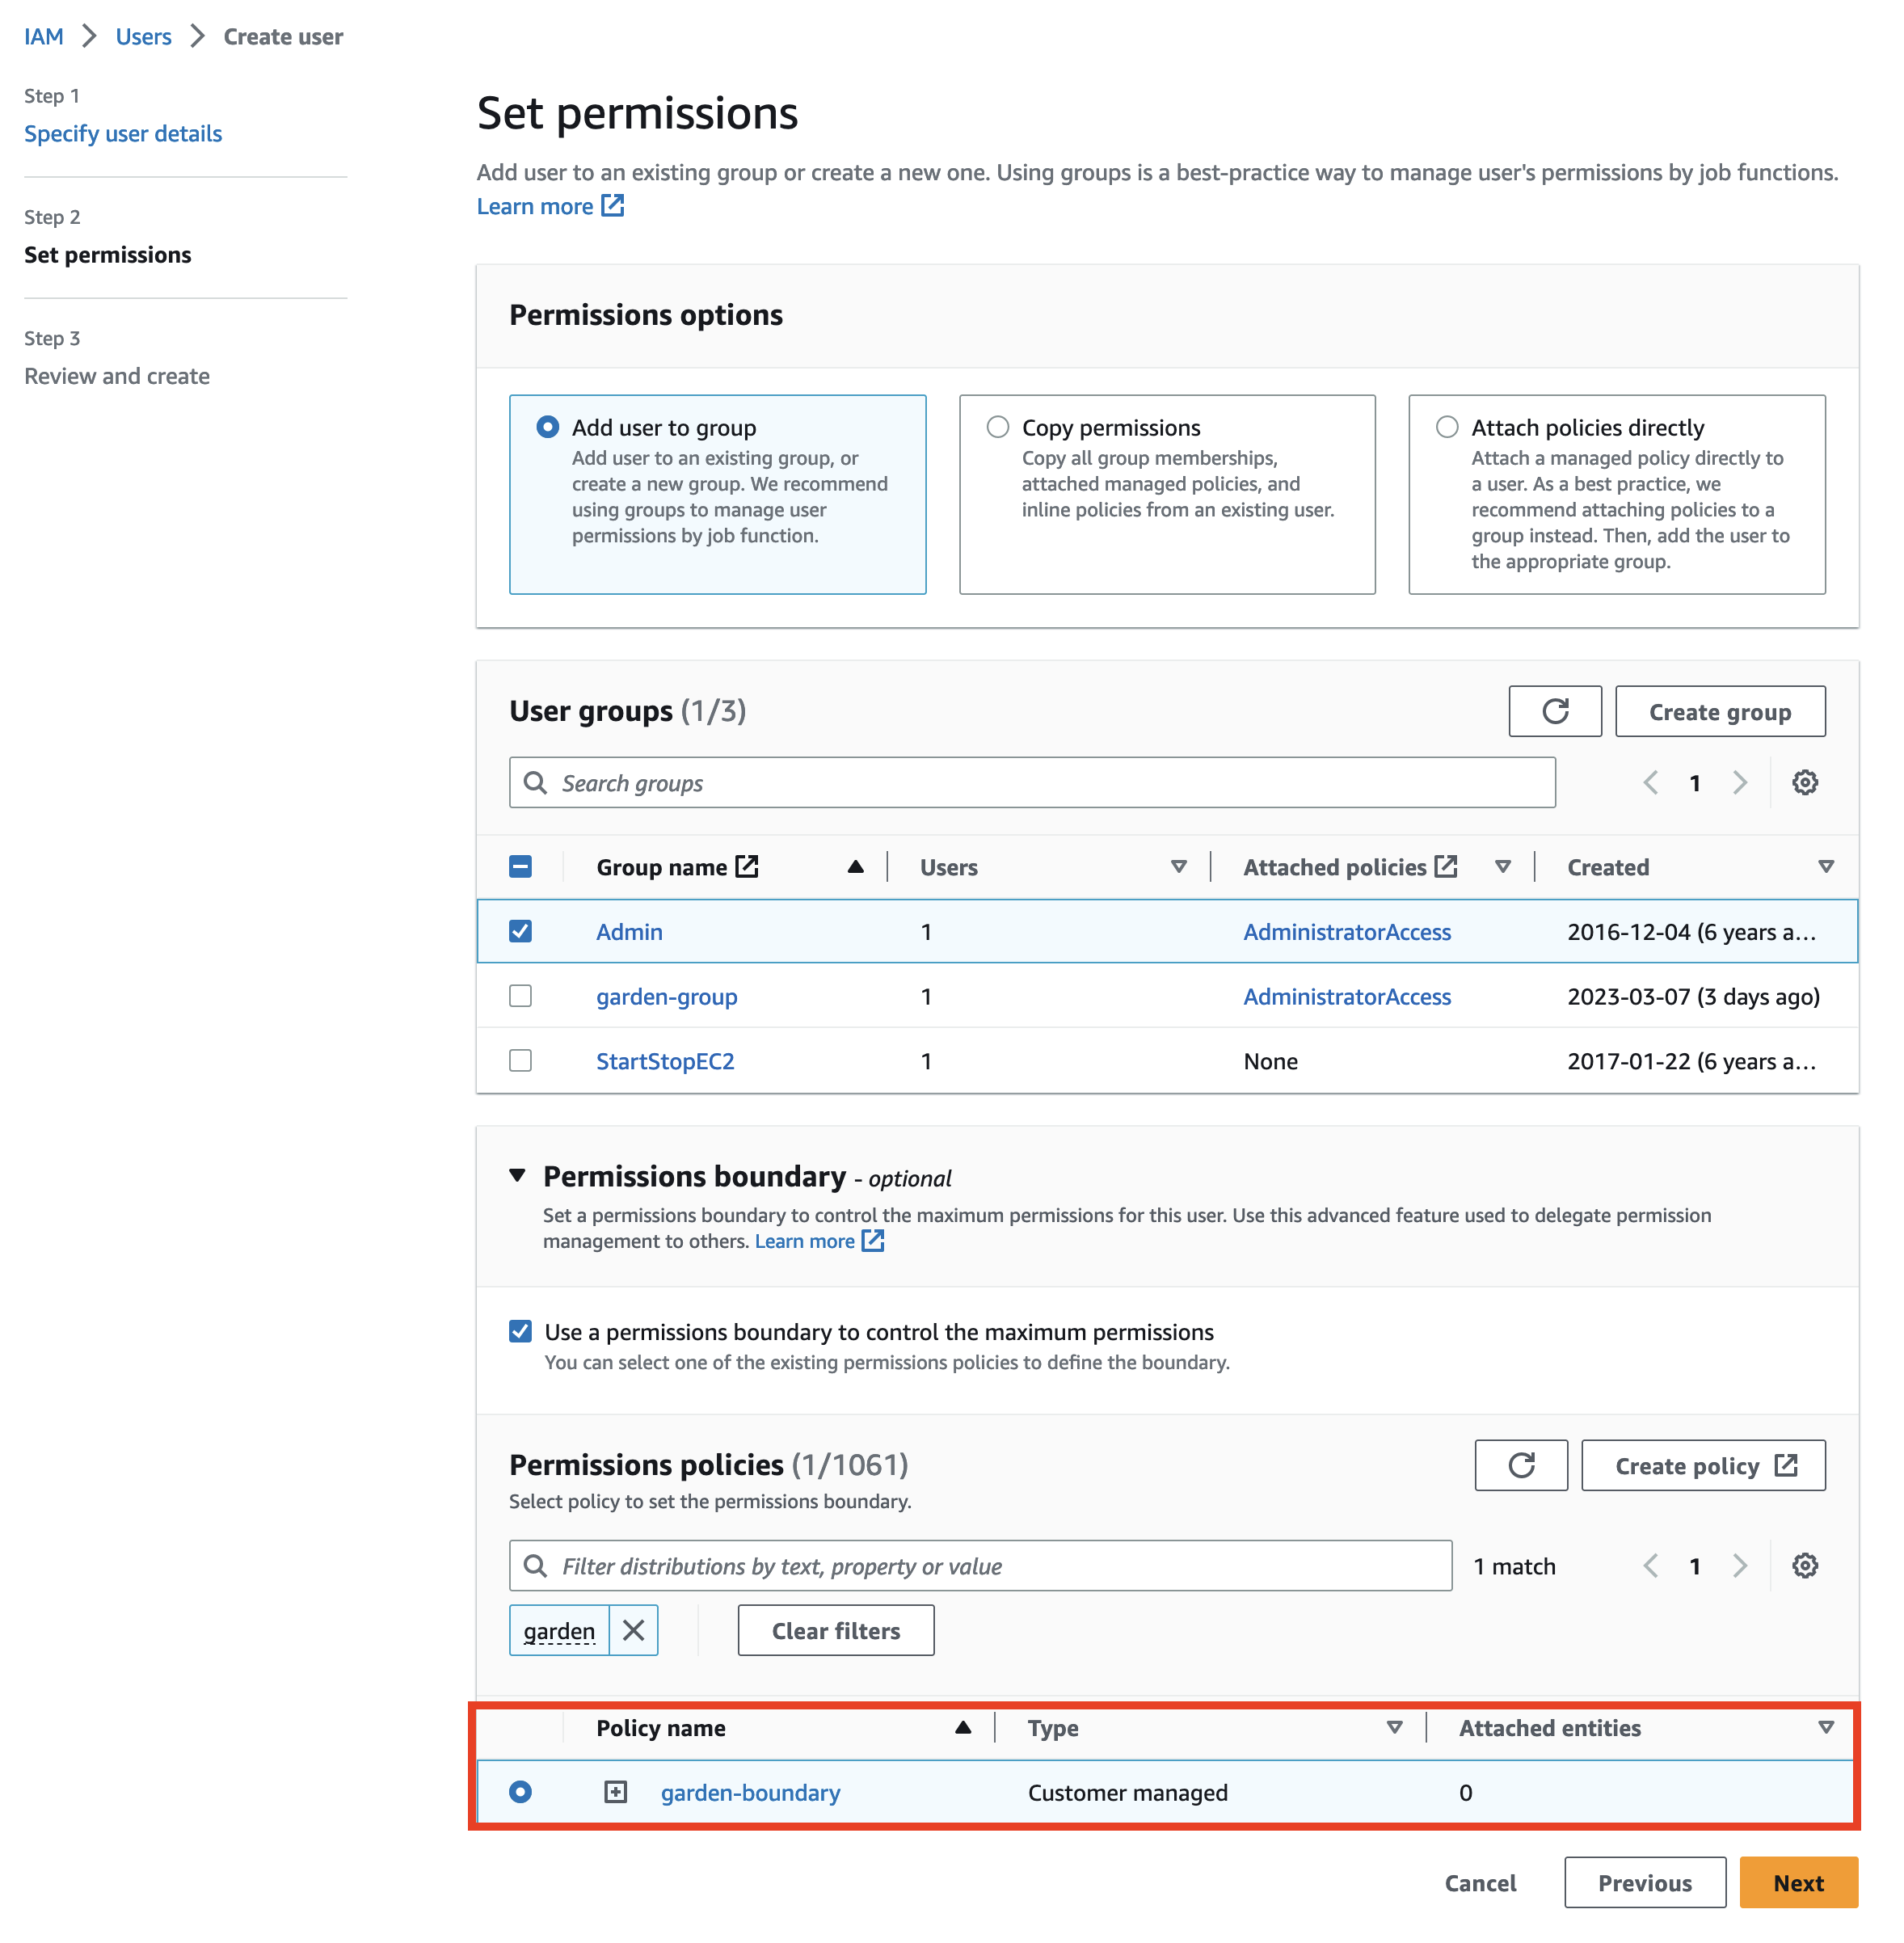 IAM > Users > Create user
Step 1
Specify user details
Step 2
Set permissions
Step 3
Review and create
Set permissions
Add user to an existing group or create a new one. Using groups is a best-practice way to manage user's permissions by job functions.
Learn more
Permissions options
Add user to group
Add user to an existing group, or
create a new group. We recommend
using groups to manage user
permissions by job function.
Copy permissions
Copy all group memberships,
attached managed policies, and
inline policies from an existing user.
Attach policies directly
Attach a managed policy directly to
a user. As a best practice, we
recommend attaching policies to a
group instead. Then, add the user to
the appropriate group.
User groups (1/3)
Create group
Search groups
1
Group name Users Attached policies Created
Admin 1 AdministratorAccess 2016-12-04 (6 years a...
garden-group 1 AdministratorAccess 2023-03-07 (3 days ago)
StartStopEC2 1 None 2017-01-22 (6 years a...
Permissions boundary - optional
Set a permissions boundary to control the maximum permissions for this user. Use this advanced feature used to delegate permission
management to others. Learn more
Use a permissions boundary to control the maximum permissions
You can select one of the existing permissions policies to define the boundary.
Permissions policies (1/1061)
Select policy to set the permissions boundary.
Create policy
Filter distributions by text, property or value
1 match
1
garden
Clear filters
Policy name Type Attached entities
garden-boundary Customer managed 0
Cancel Previous Next